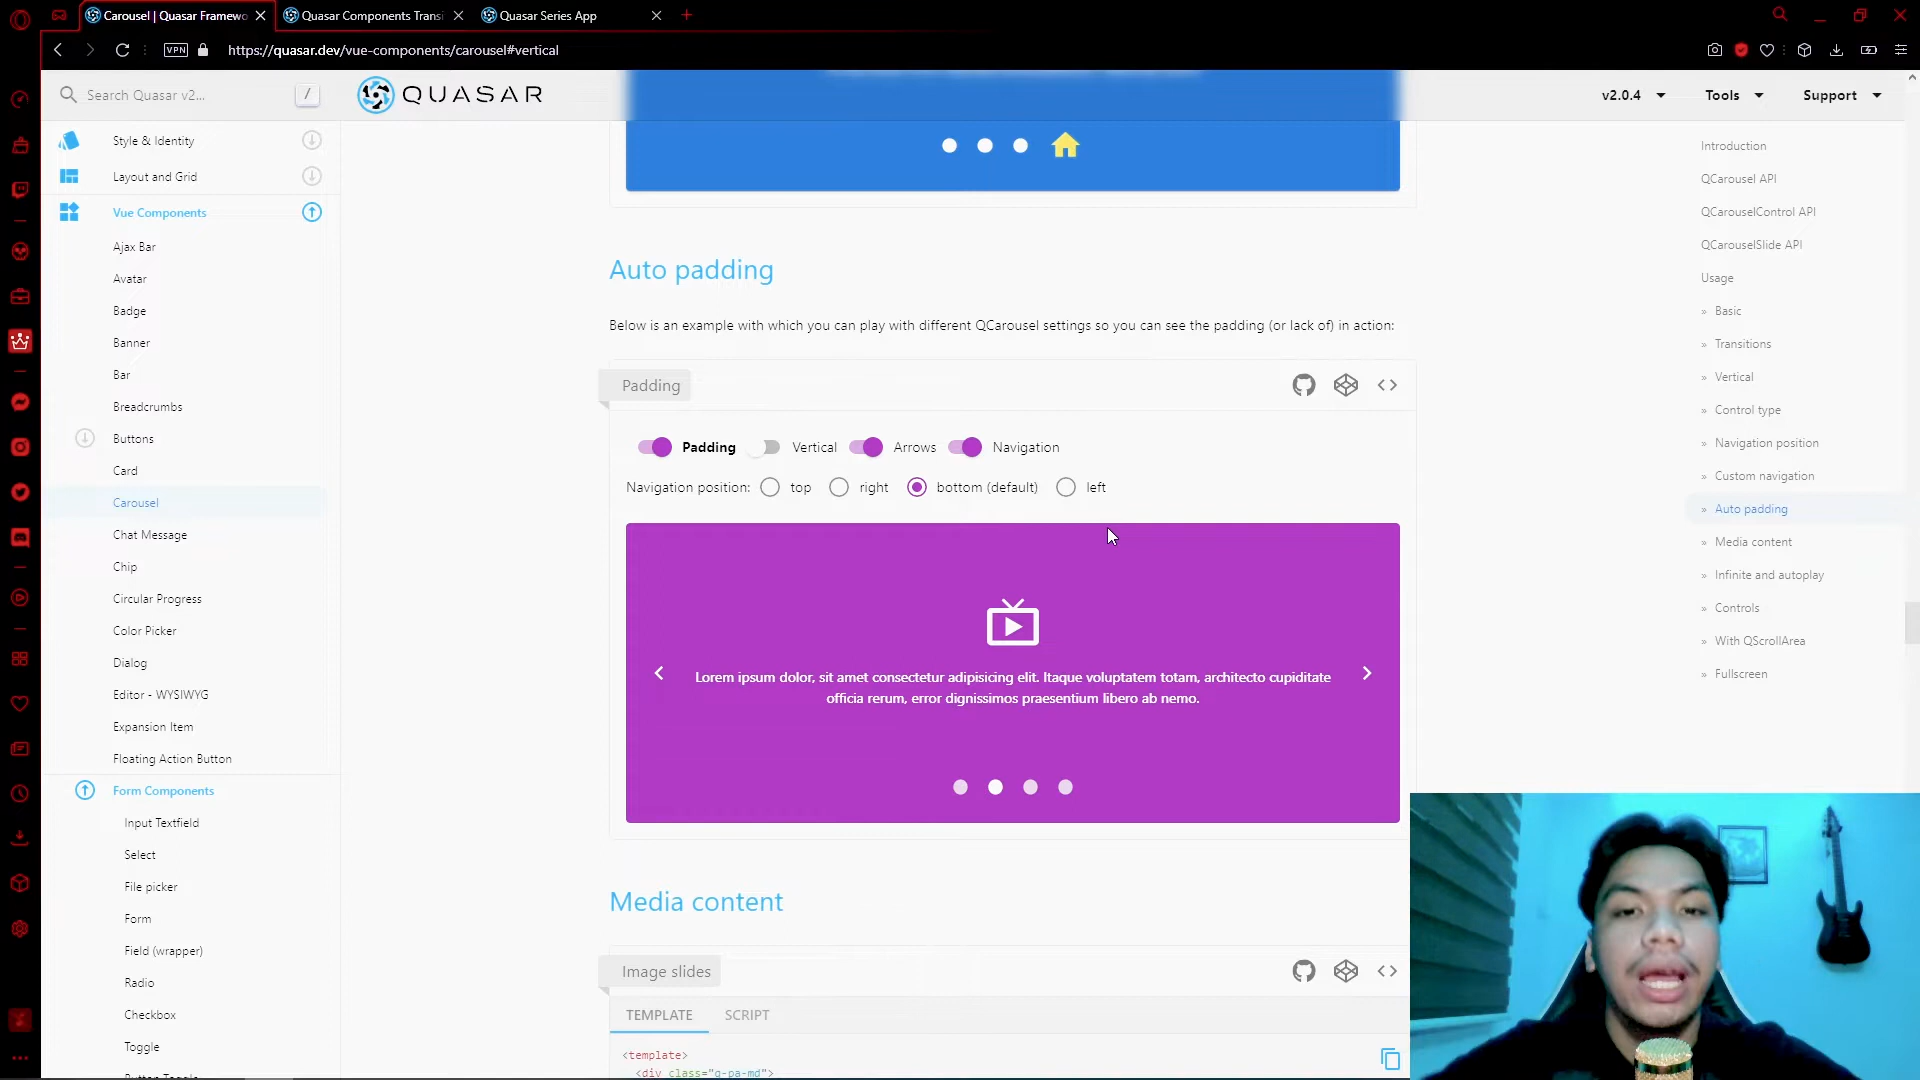 Carousel | Quasar Framewo
Quasar Components Transi
Quasar Series App
VPN
https://quasar.dev/vue-components/carousel#vertical
Search Quasar v2...
/
QUASAR
v2.0.4
Tools
Support
Style & Identity
Layout and Grid
Vue Components
Ajax Bar
Avatar
Badge
Banner
Bar
Breadcrumbs
Buttons
Card
Carousel
Chat Message
Chip
Circular Progress
Color Picker
Dialog
Editor - WYSIWYG
Expansion Item
Floating Action Button
Form Components
Input Textfield
Select
File picker
Form
Field (wrapper)
Radio
Checkbox
Toggle
Auto padding
Below is an example with which you can play with different QCarousel settings so you can see the padding (or lack of) in action:
Padding
Padding Vertical Arrows Navigation
Navigation position: top right bottom (default) left
Lorem ipsum dolor, sit amet consectetur adipisicing elit. Itaque voluptatem totam, architecto cupiditate
officia rerum, error dignissimos praesentium libero ab nemo.
Media content
Image slides
TEMPLATE SCRIPT
<template>
<div class="q-pa-md">
Introduction
QCarousel API
QCarouselControl API
QCarouselSlide API
Usage
» Basic
» Transitions
» Vertical
» Control type
» Navigation position
» Custom navigation
» Auto padding
» Media content
» Infinite and autoplay
» Controls
» With QScrollArea
» Fullscreen